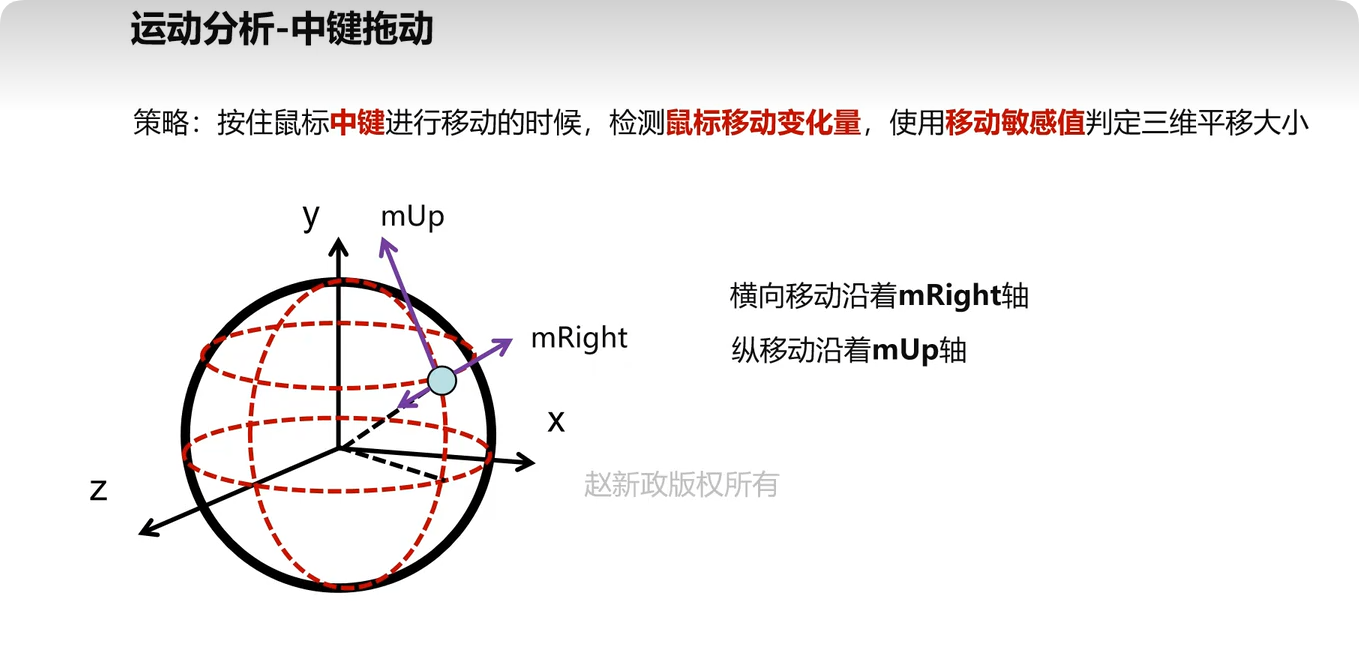 运动分析-中键拖动
策略：按住鼠标中键进行移动的时候，检测鼠标移动变化量，使用移动敏感值判定三维平移大小
y
mUp
横向移动沿着mRight轴
mRight
纵移动沿着mUp轴
x
z
赵新政版权所有